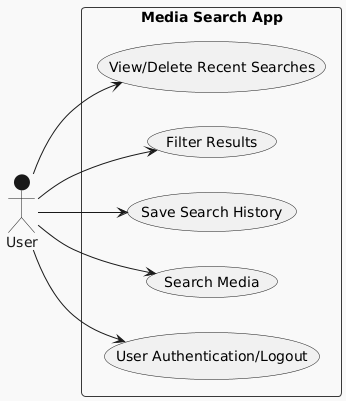 Media Search App
View/Delete Recent Searches
Filter Results
Save Search History
User
Search Media
User Authentication/Logout